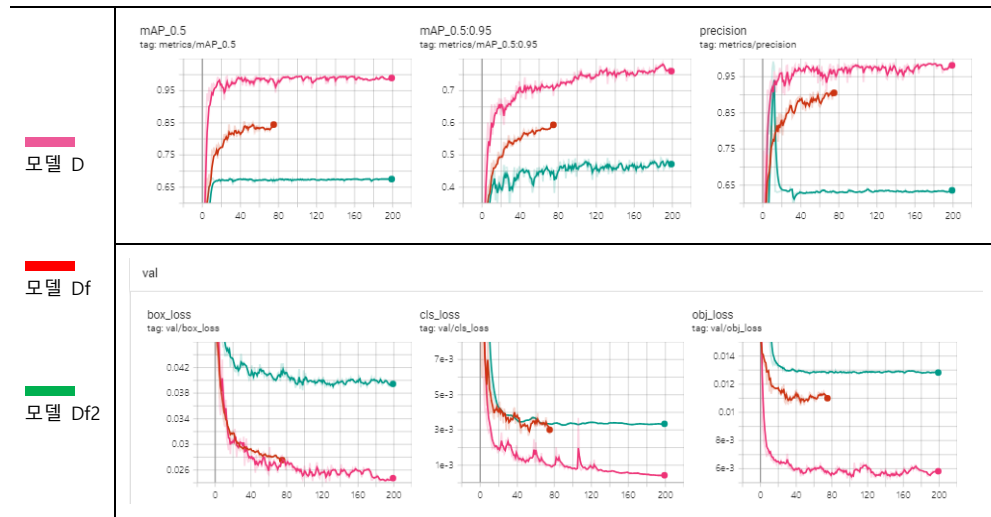 모델 D
모델 Df
모델 Df2
mAP_0.5
tag: metrics/mAP_0.5
0.95
0.85
0.75
0.65
0 40 80 120 160 200
mAP_0.5:0.95
tag: metrics/mAP_0.5:0.95
0.7
0.6
0.5
0.4
0 40 80 120 160 200
precision
tag: metrics/precision
0.95
0.85
0.75
0.65
0 40 80 120 160 200
val
box_loss
tag: val/box_loss
0.042
0.038
0.034
0.03
0.026
0 40 80 120 160 200
cls_loss
tag: val/cls_loss
7e-3
5e-3
3e-3
1e-3
0 40 80 120 160 200
obj_loss
tag: val/obj_loss
0.014
0.012
0.01
8e-3
6e-3
0 40 80 120 160 200